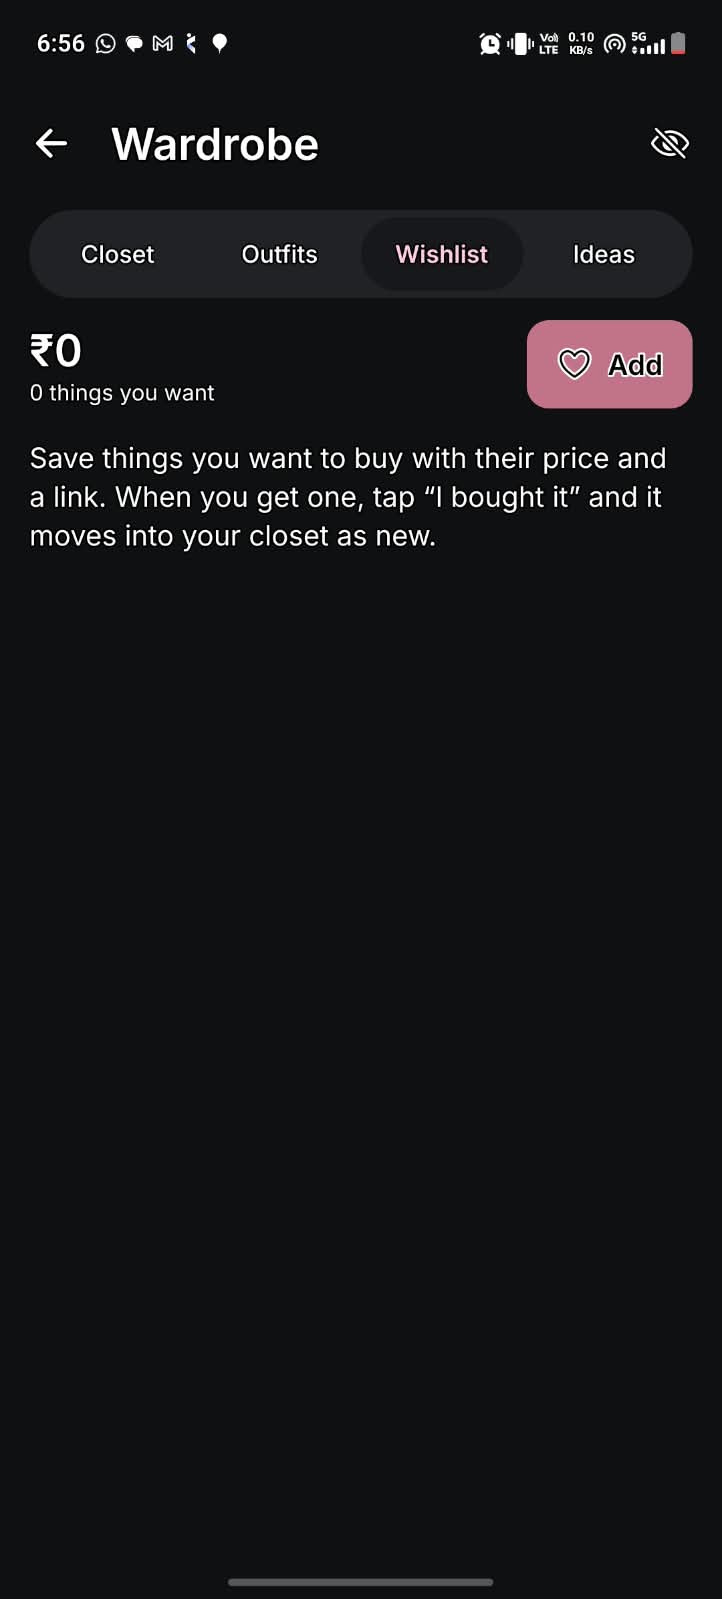 6:56
Vo)) LTE
0.10 KB/s
5G
Wardrobe
Closet
Outfits
Wishlist
Ideas
₹0
0 things you want
Add
Save things you want to buy with their price and
a link. When you get one, tap “I bought it” and it
moves into your closet as new.